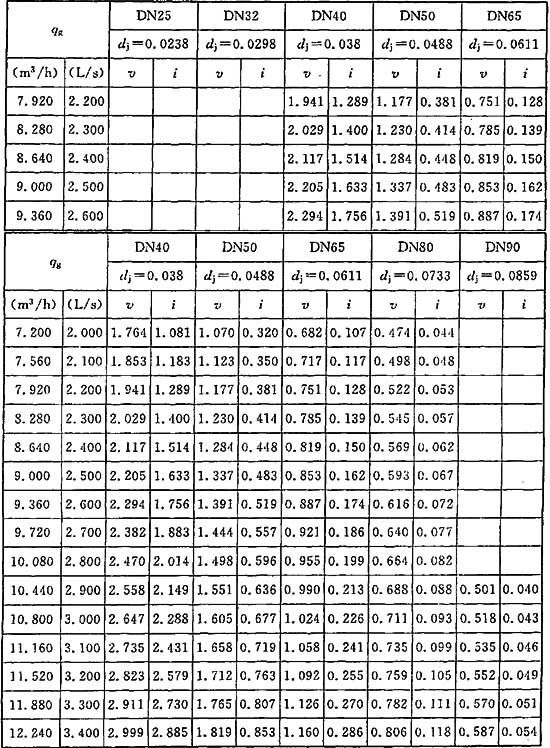 q_g DN25 DN32 DN40 DN50 DN65
d_j=0.0238 d_j=0.0298 d_j=0.038 d_j=0.0488 d_j=0.0611
(m³/h) (L/s) v i v i v i v i v i
7.920 2.200 1.941 1.289 1.177 0.381 0.751 0.128
8.280 2.300 2.029 1.400 1.230 0.414 0.785 0.139
8.640 2.400 2.117 1.514 1.284 0.448 0.819 0.150
9.000 2.500 2.205 1.633 1.337 0.483 0.853 0.162
9.360 2.600 2.294 1.756 1.391 0.519 0.887 0.174
q_g DN40 DN50 DN65 DN80 DN90
d_j=0.038 d_j=0.0488 d_j=0.0611 d_j=0.0733 d_j=0.0859
(m³/h) (L/s) v i v i v i v i v i
7.200 2.000 1.764 1.081 1.070 0.320 0.682 0.107 0.474 0.044
7.560 2.100 1.853 1.183 1.123 0.350 0.717 0.117 0.498 0.048
7.920 2.200 1.941 1.289 1.177 0.381 0.751 0.128 0.522 0.053
8.280 2.300 2.029 1.400 1.230 0.414 0.785 0.139 0.545 0.057
8.640 2.400 2.117 1.514 1.284 0.448 0.819 0.150 0.569 0.062
9.000 2.500 2.205 1.633 1.337 0.483 0.853 0.162 0.593 0.067
9.360 2.600 2.294 1.756 1.391 0.519 0.887 0.174 0.616 0.072
9.720 2.700 2.382 1.883 1.444 0.557 0.921 0.186 0.640 0.077
10.080 2.800 2.470 2.014 1.498 0.596 0.955 0.199 0.664 0.082
10.440 2.900 2.558 2.149 1.551 0.636 0.990 0.213 0.688 0.088 0.501 0.040
10.800 3.000 2.647 2.288 1.605 0.677 1.024 0.226 0.711 0.093 0.518 0.043
11.160 3.100 2.735 2.431 1.658 0.719 1.058 0.241 0.735 0.099 0.535 0.046
11.520 3.200 2.823 2.579 1.712 0.763 1.092 0.255 0.759 0.105 0.552 0.049
11.880 3.300 2.911 2.730 1.765 0.807 1.126 0.270 0.782 0.111 0.570 0.051
12.240 3.400 2.999 2.885 1.819 0.853 1.160 0.286 0.806 0.118 0.587 0.054